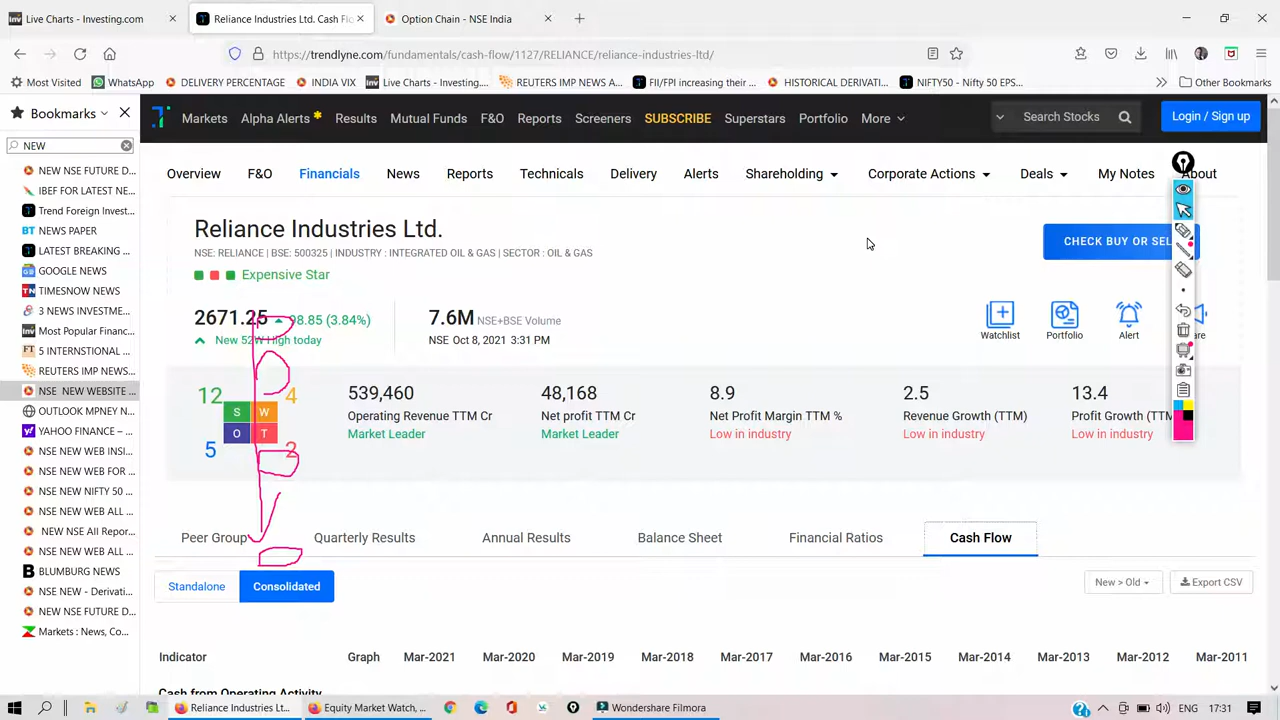 Live Charts - Investing.com
Reliance Industries Ltd. Cash Fl
Option Chain - NSE India
https://trendlyne.com/fundamentals/cash-flow/1127/RELIANCE/reliance-industries-ltd/
Most Visited WhatsApp DELIVERY PERCENTAGE INDIA VIX Live Charts - Investing.... REUTERS IMP NEWS A... FII/FPI increasing their ... HISTORICAL DERIVATI... NIFTY50 - Nifty 50 EPS... Other Bookmarks
Bookmarks
NEW
NEW NSE FUTURE D...
IBEF FOR LATEST NE...
Trend Foreign Invest...
NEWS PAPER
LATEST BREAKING ...
GOOGLE NEWS
TIMESNOW NEWS
3 NEWS INVESTME...
Most Popular Financ...
5 INTERNATIONAL ...
REUTERS IMP NEWS...
NSE NEW WEBSITE ...
OUTLOOK MPNEY N...
YAHOO FINANCE – ...
NSE NEW WEB INSI...
NSE NEW WEB FOR ...
NSE NEW NIFTY 50 ...
NSE NEW WEB ALL ...
NEW NSE All Repor...
NSE NEW WEB ALL ...
BLUMBURG NEWS
NSE NEW - Derivati...
NEW NSE FUTURE D...
Markets : News, Co...
Markets Alpha Alerts Results Mutual Funds F&O Reports Screeners SUBSCRIBE Superstars Portfolio More Search Stocks Login / Sign up
Overview F&O Financials News Reports Technicals Delivery Alerts Shareholding Corporate Actions Deals My Notes About
Reliance Industries Ltd.
NSE: RELIANCE | BSE: 500325 | INDUSTRY : INTEGRATED OIL & GAS | SECTOR : OIL & GAS
Expensive Star
CHECK BUY OR SEL
2671.25 98.85 (3.84%)
New 52W High today
7.6M NSE+BSE Volume
NSE Oct 8, 2021 3:31 PM
Watchlist Portfolio Alert
12 S W 4
5 O T 2
539,460 48,168 8.9 2.5 13.4
Operating Revenue TTM Cr Net profit TTM Cr Net Profit Margin TTM % Revenue Growth (TTM) Profit Growth (TTM
Market Leader Market Leader Low in industry Low in industry Low in industry
Peer Group Quarterly Results Annual Results Balance Sheet Financial Ratios Cash Flow
Standalone Consolidated New > Old Export CSV
Indicator Graph Mar-2021 Mar-2020 Mar-2019 Mar-2018 Mar-2017 Mar-2016 Mar-2015 Mar-2014 Mar-2013 Mar-2012 Mar-2011
Cash from Operating Activity
Reliance Industries Lt... Equity Market Watch, ... Wondershare Filmora ENG 17:31